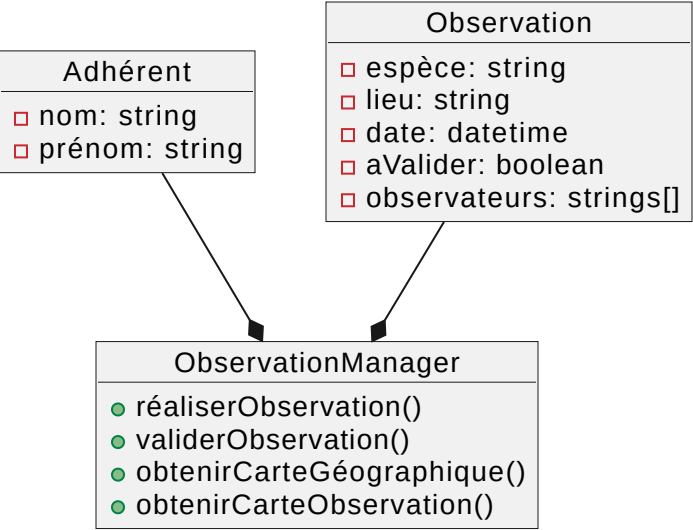 Adhérent
nom: string
prénom: string
Observation
espèce: string
lieu: string
date: datetime
aValider: boolean
observateurs: strings[]
ObservationManager
réaliserObservation()
validerObservation()
obtenirCarteGéographique()
obtenirCarteObservation()